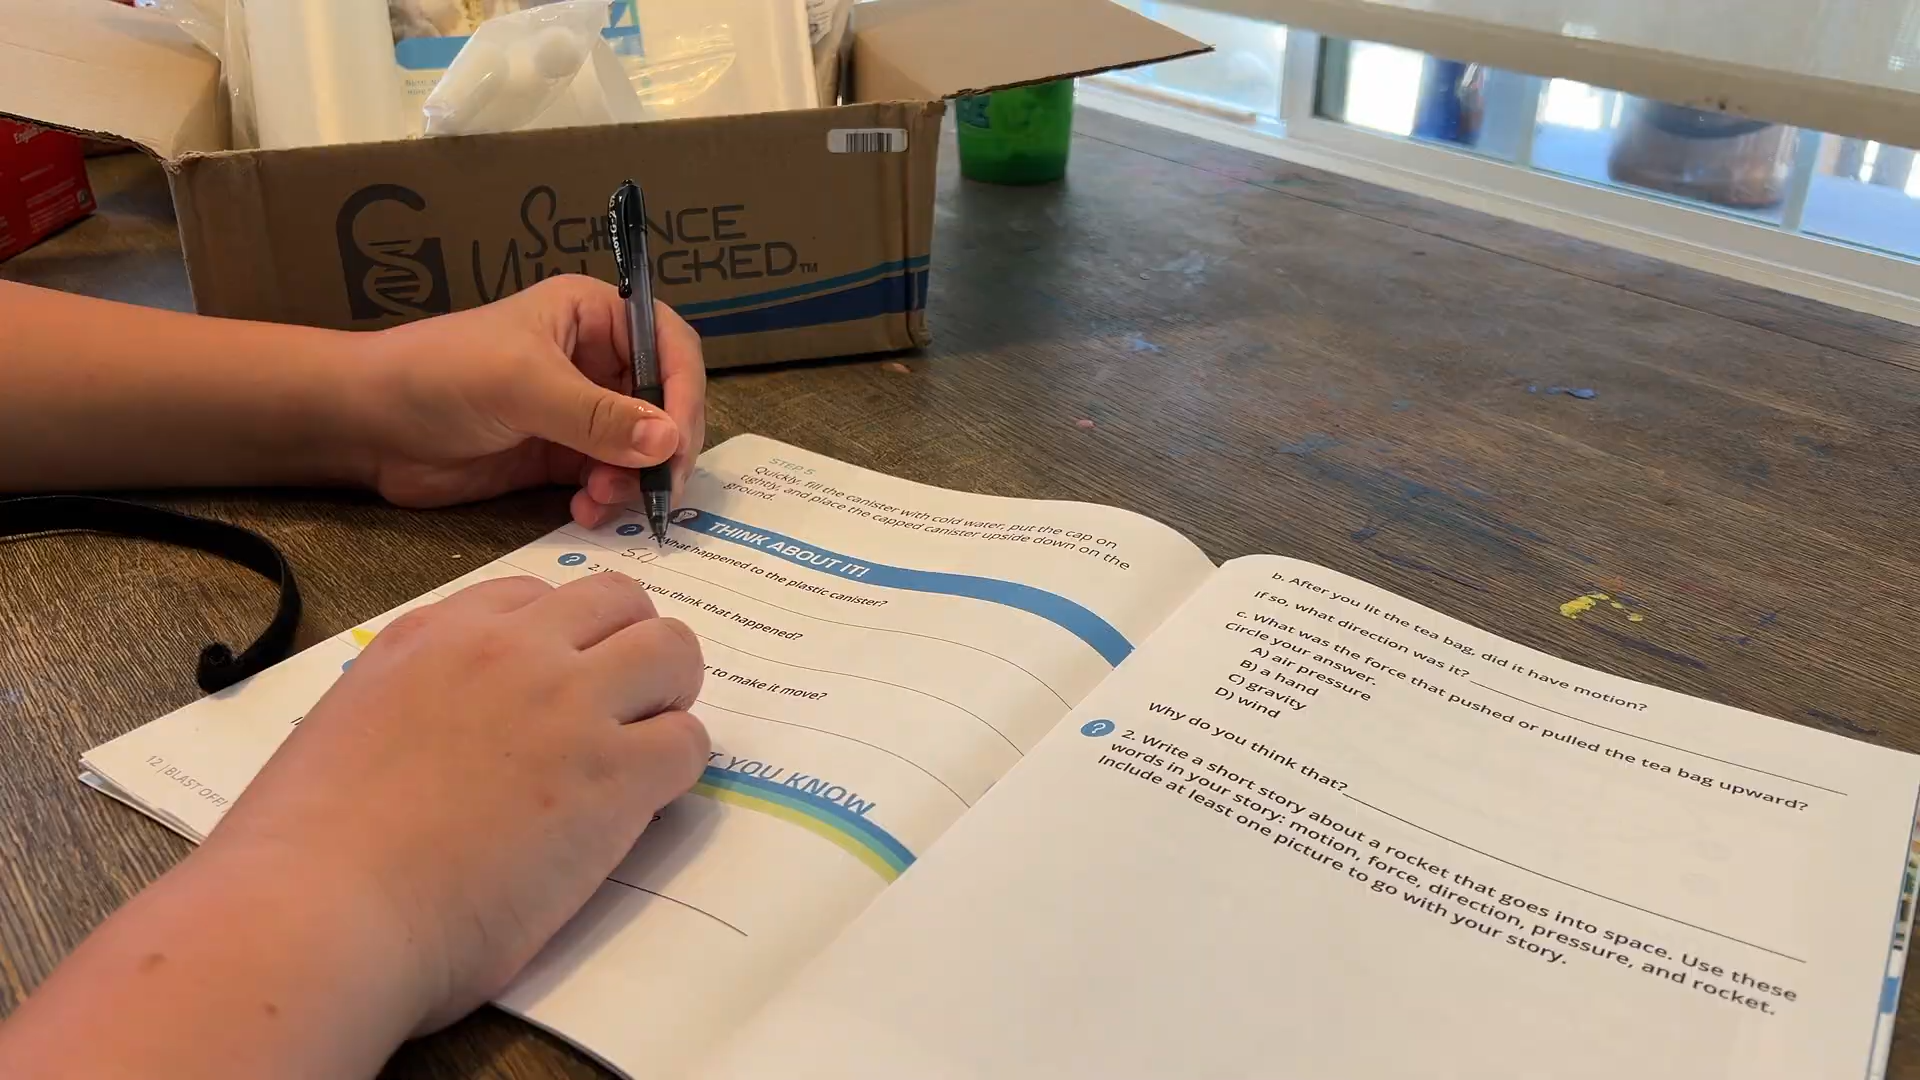 English
SCIENCE
UNLOCKED™
PILOT G-2
STEP 5
Quickly, fill the canister with cold water, put the cap on
tightly, and place the capped canister upside down on the
ground.
THINK ABOUT IT!
? 1. What happened to the plastic canister?
? 2. you think that happened?
to make it move?
YOU KNOW
12 | BLAST OFF!
b. After you lit the tea bag, did it have motion?
If so, what direction was it?
c. What was the force that pushed or pulled the tea bag upward?
Circle your answer.
A) air pressure
B) a hand
C) gravity
D) wind
Why do you think that?
? 2. Write a short story about a rocket that goes into space. Use these
words in your story: motion, force, direction, pressure, and rocket.
Include at least one picture to go with your story.